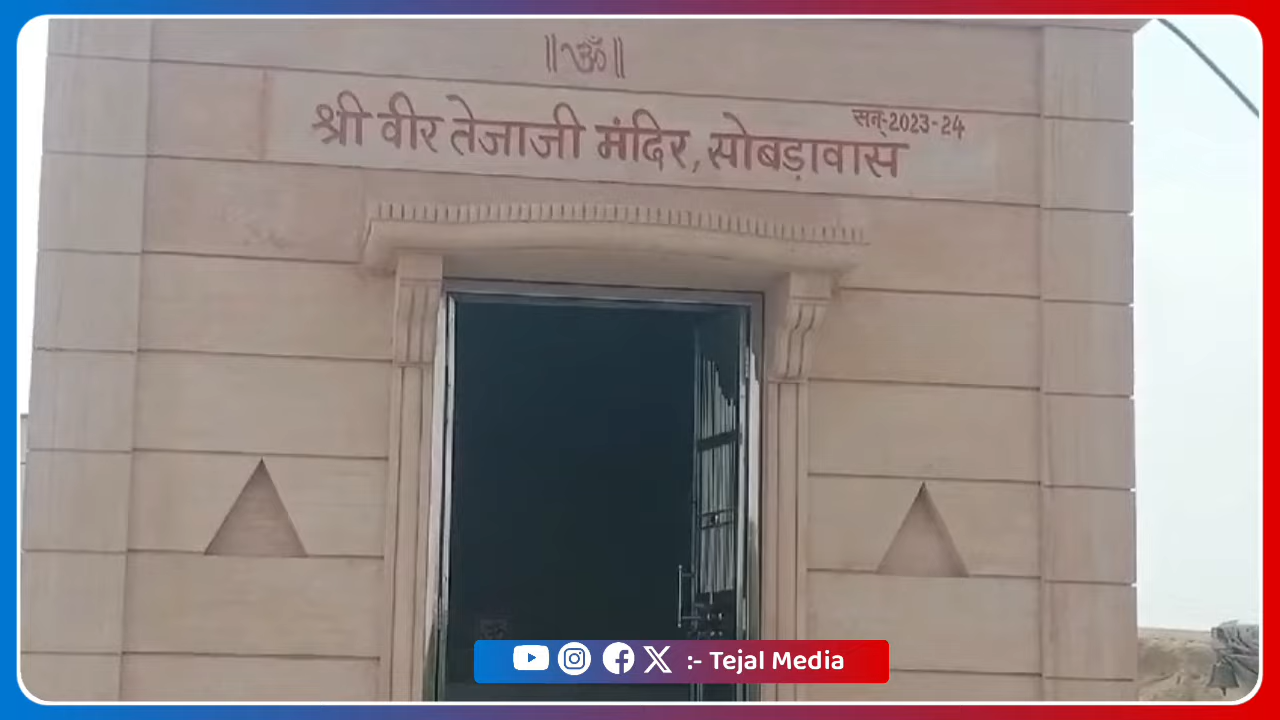 ॥ॐ॥
सन्-2023-24
श्री वीर तेजाजी मंदिर, सोबड़ावास
:- Tejal Media